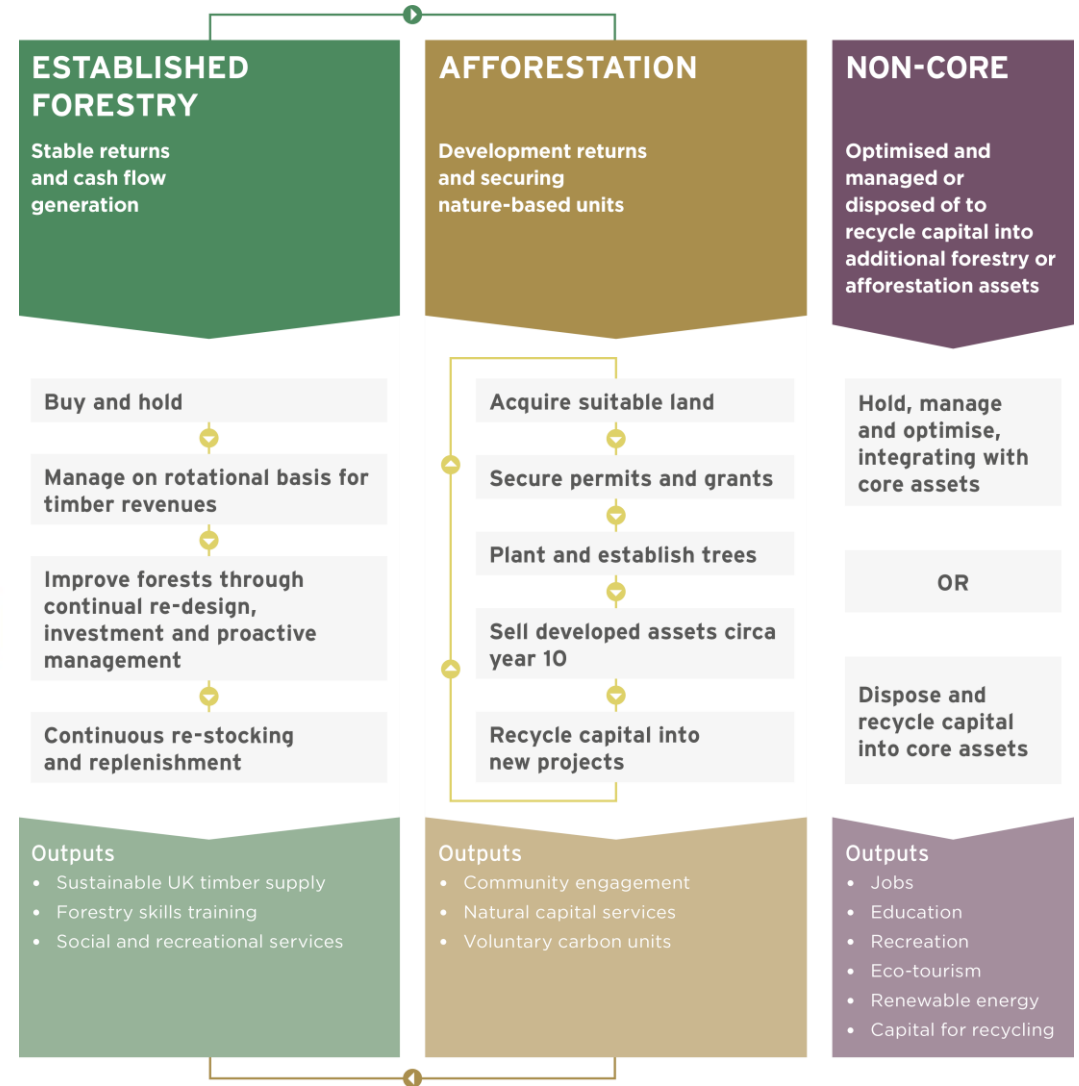 ESTABLISHED
FORESTRY
Stable returns
and cash flow
generation
Buy and hold
Manage on rotational basis for
timber revenues
Improve forests through
continual re-design,
investment and proactive
management
Continuous re-stocking
and replenishment
Outputs
• Sustainable UK timber supply
• Forestry skills training
• Social and recreational services
AFFORESTATION
Development returns
and securing
nature-based units
Acquire suitable land
Secure permits and grants
Plant and establish trees
Sell developed assets circa
year 10
Recycle capital into
new projects
Outputs
• Community engagement
• Natural capital services
• Voluntary carbon units
NON-CORE
Optimised and
managed or
disposed of to
recycle capital into
additional forestry or
afforestation assets
Hold, manage
and optimise,
integrating with
core assets
OR
Dispose and
recycle capital
into core assets
Outputs
• Jobs
• Education
• Recreation
• Eco-tourism
• Renewable energy
• Capital for recycling